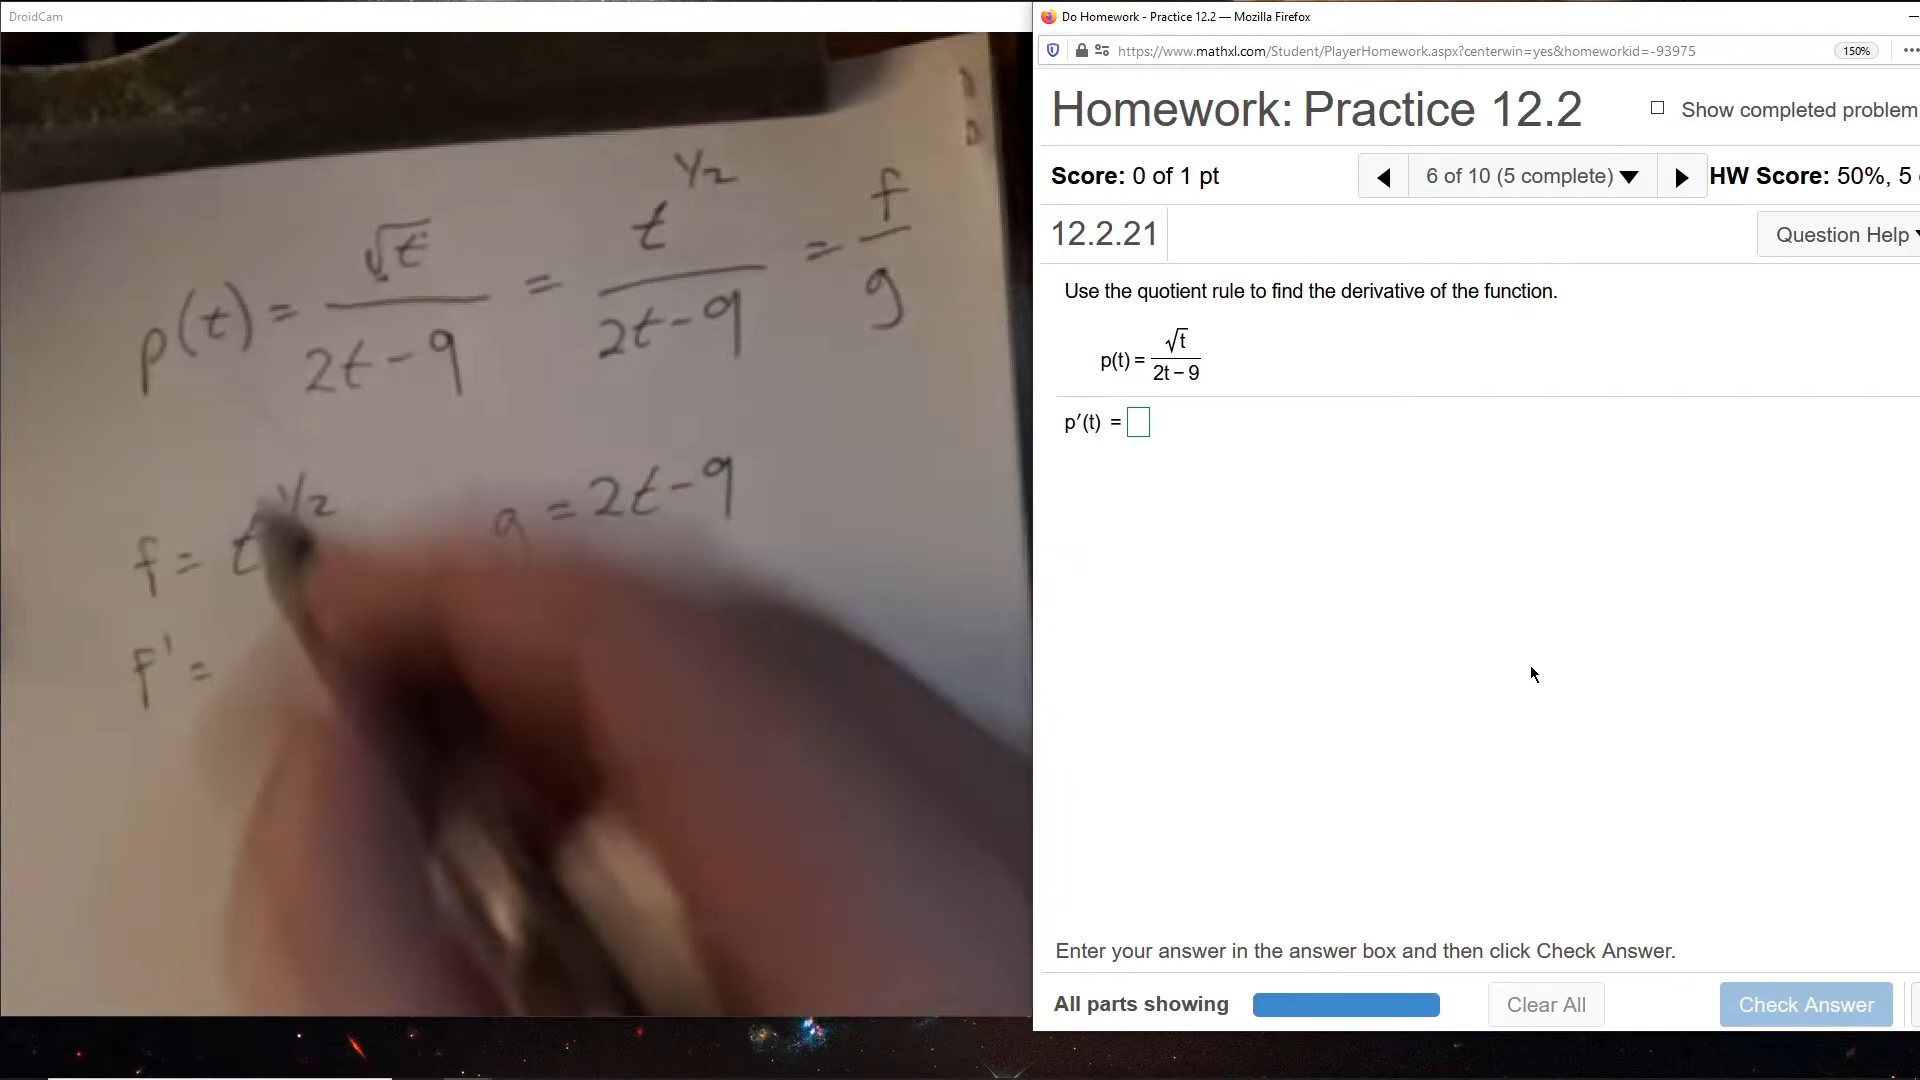 DroidCam
p(t) = √t / 2t-9 = t^1/2 / 2t-9 = f / g
f = t^1/2 g = 2t-9
f' =
Do Homework - Practice 12.2 — Mozilla Firefox
https://www.mathxl.com/Student/PlayerHomework.aspx?centerwin=yes&homeworkid=-93975 150% •••
Homework: Practice 12.2 Show completed problem
Score: 0 of 1 pt 6 of 10 (5 complete) HW Score: 50%, 5
12.2.21 Question Help
Use the quotient rule to find the derivative of the function.
p(t) = √t / 2t − 9
p′(t) =
Enter your answer in the answer box and then click Check Answer.
All parts showing Clear All Check Answer